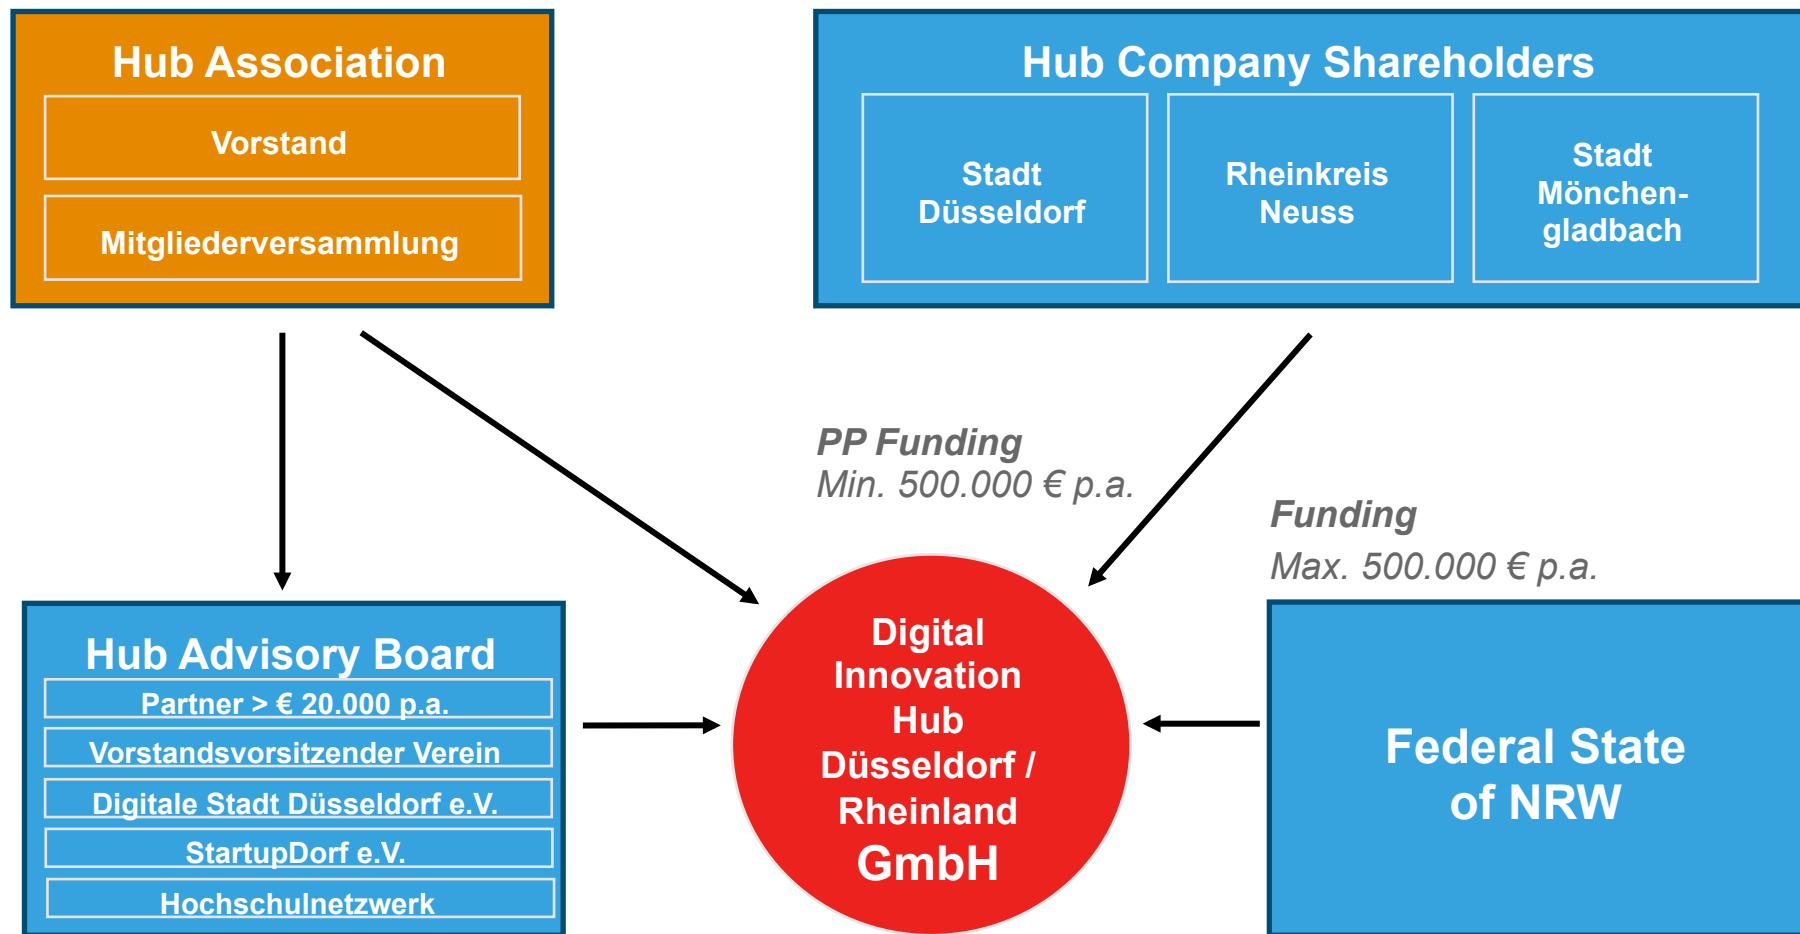 Hub Association
Vorstand
Mitgliederversammlung
Hub Company Shareholders
Stadt
Düsseldorf
Rheinkreis
Neuss
Stadt
Mönchen-
gladbach
PP Funding
Min. 500.000 € p.a.
Funding
Max. 500.000 € p.a.
Hub Advisory Board
Partner > € 20.000 p.a.
Vorstandsvorsitzender Verein
Digitale Stadt Düsseldorf e.V.
StartupDorf e.V.
Hochschulnetzwerk
Digital
Innovation
Hub
Düsseldorf /
Rheinland
GmbH
Federal State
of NRW